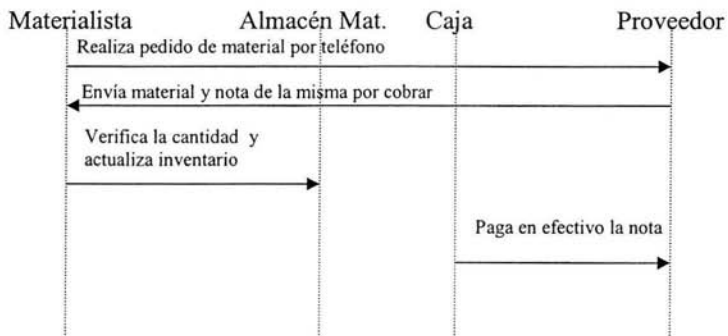 Materialista Almacén Mat. Caja Proveedor
Realiza pedido de material por teléfono
Envía material y nota de la misma por cobrar
Verifica la cantidad y
actualiza inventario
Paga en efectivo la nota